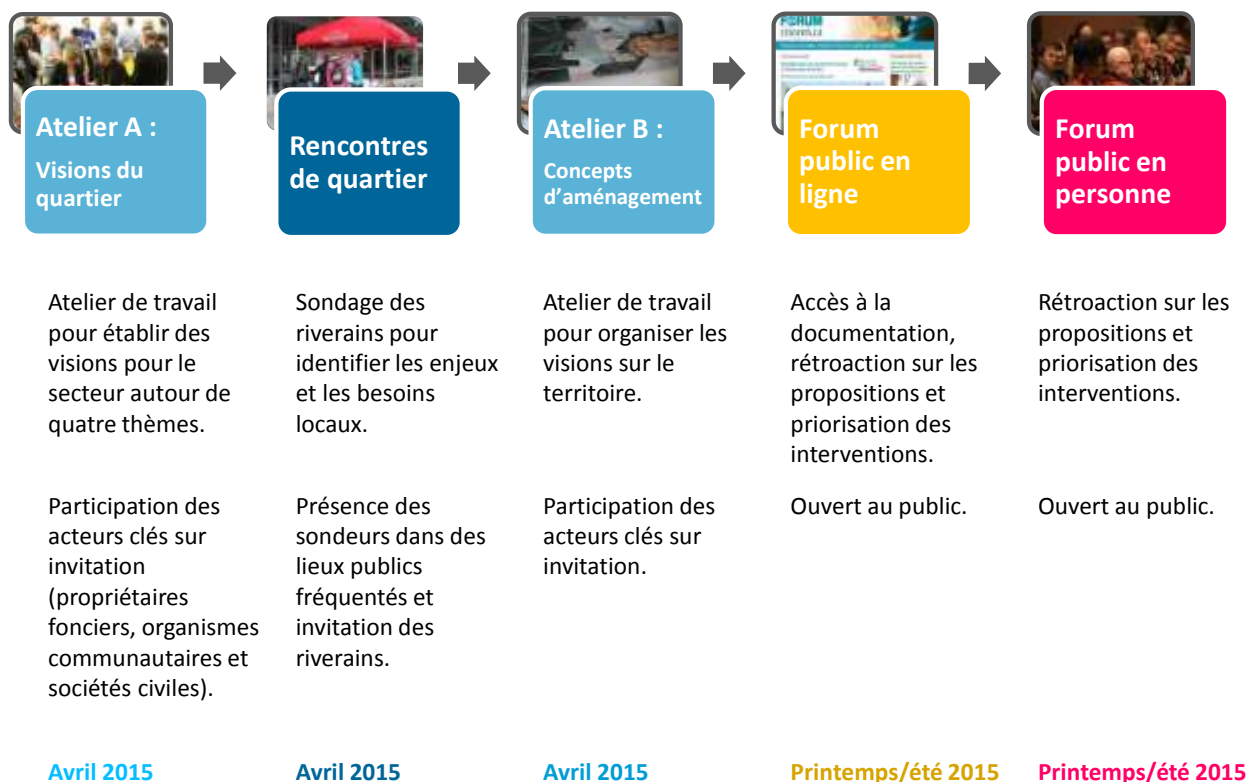 Atelier A :
Visions du
quartier
Rencontres
de quartier
Atelier B :
Concepts
d'aménagement
FORUM
Forum
public en
ligne
Forum
public en
personne
Atelier de travail
pour établir des
visions pour le
secteur autour de
quatre thèmes.
Sondage des
riverains pour
identifier les enjeux
et les besoins
locaux.
Atelier de travail
pour organiser les
visions sur le
territoire.
Accès à la
documentation,
rétroaction sur les
propositions et
priorisation des
interventions.
Rétroaction sur les
propositions et
priorisation des
interventions.
Participation des
acteurs clés sur
invitation
(propriétaires
fonciers, organismes
communautaires et
sociétés civiles).
Présence des
sondeurs dans des
lieux publics
fréquentés et
invitation des
riverains.
Participation des
acteurs clés sur
invitation.
Ouvert au public.
Ouvert au public.
Avril 2015
Avril 2015
Avril 2015
Printemps/été 2015
Printemps/été 2015